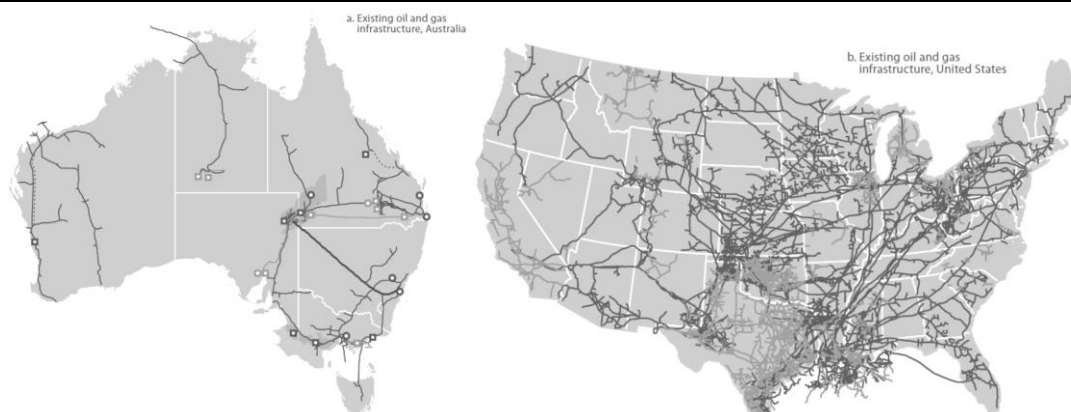 a. Existing oil and gas
infrastructure, Australia
b. Existing oil and gas
infrastructure, United States